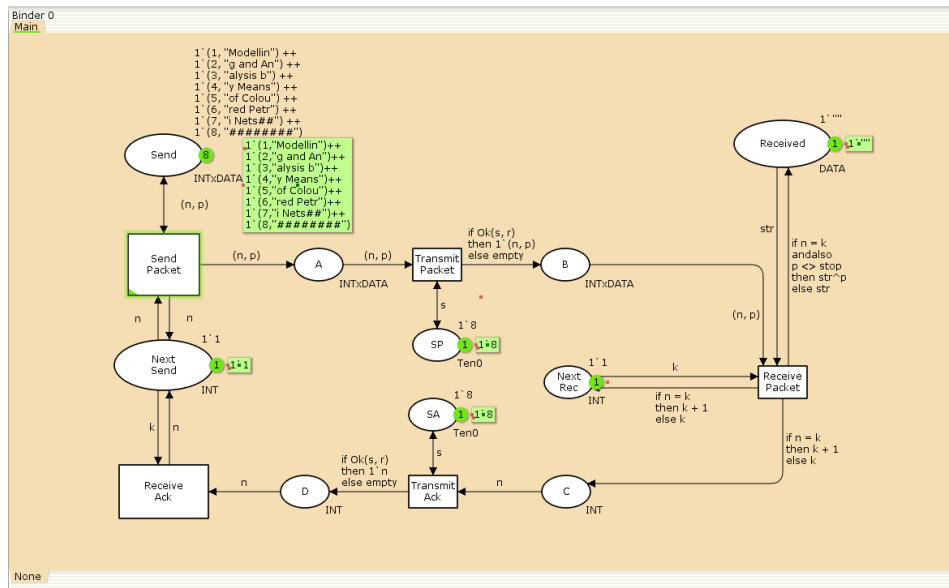 Binder 0
Main
1`(1, "Modellin") ++
1`(2, "g and An") ++
1`(3, "alysis b") ++
1`(4, "y Means") ++
1`(5, "of Colou") ++
1`(6, "red Petr") ++
1`(7, "i Nets##") ++
1`(8, "########")
Send
8
INTxDATA
1`(1,"Modellin")++
1`(2,"g and An")++
1`(3,"alysis b")++
1`(4,"y Means")++
1`(5,"of Colou")++
1`(6,"red Petr")++
1`(7,"i Nets##")++
1`(8,"########")
1`""
Received
1
1`""
DATA
(n, p)
str
if n = k
andalso
p <> stop
then str^p
else str
Send
Packet
(n, p)
A
INTxDATA
(n, p)
Transmit
Packet
if Ok(s, r)
then 1`(n, p)
else empty
B
INTxDATA
(n, p)
s
n
n
1`8
SP
1
1`8
Ten0
1`1
Next
Send
1
1`1
INT
1`1
Next
Rec
1
INT
k
if n = k
then k + 1
else k
Receive
Packet
1`8
SA
1
1`8
Ten0
k
n
s
if n = k
then k + 1
else k
Receive
Ack
n
D
INT
if Ok(s, r)
then 1`n
else empty
Transmit
Ack
n
C
INT
None